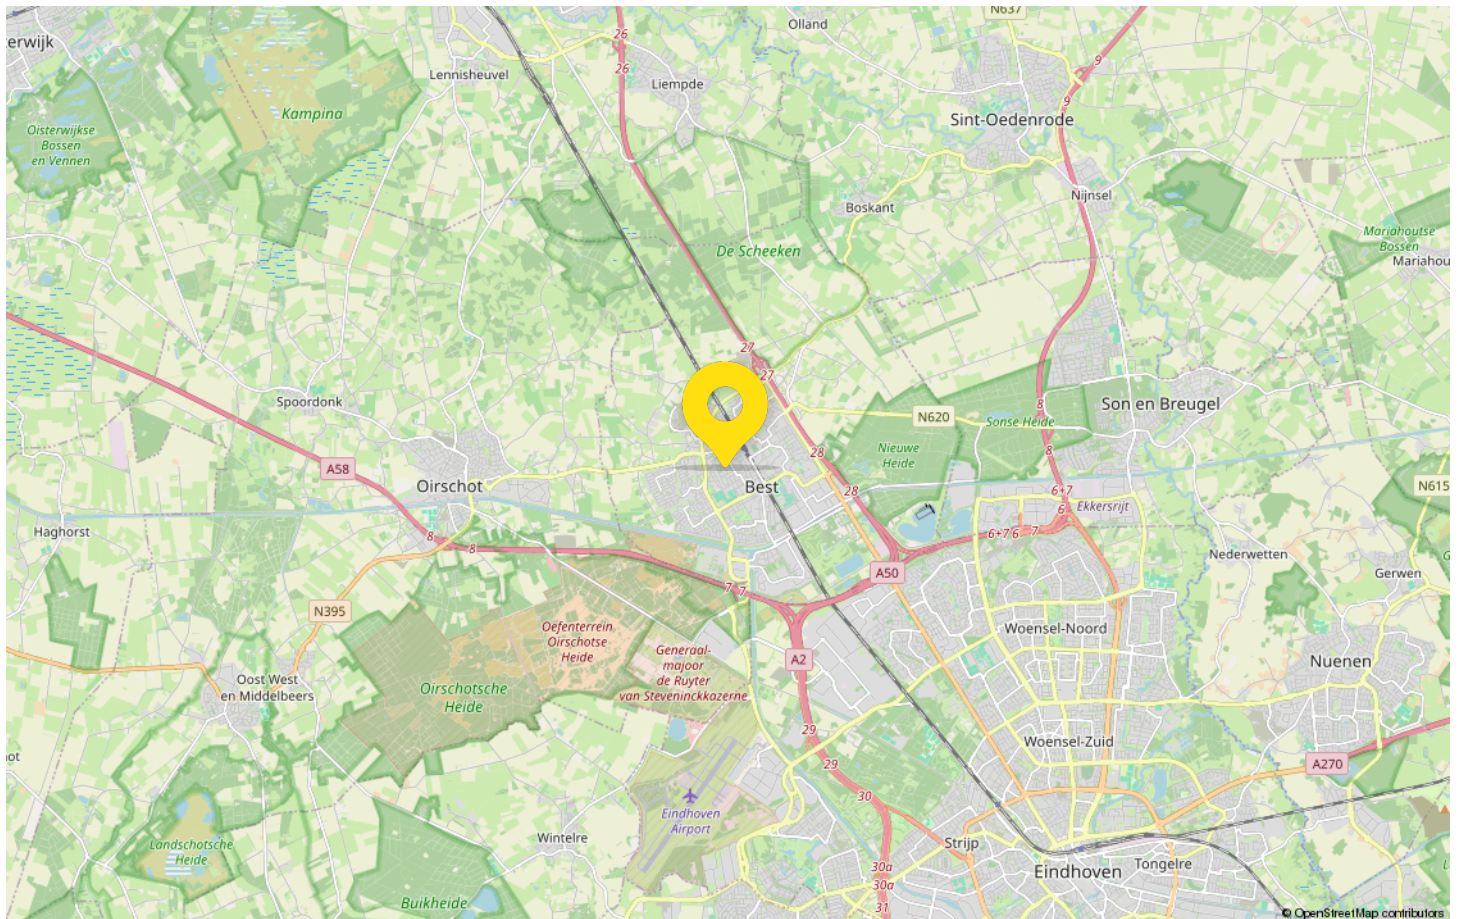 N637
Olland
26
erwijk
26
Lennisheuvel
Liempde
9
9
Kampina
Sint-Oedenrode
Oisterwijkse
Bossen
en Vennen
Nijnsel
Boskant
De Scheeken
Mariahoutse
Bossen
Mariahou
27
27
Spoordonk
8
Son en Breugel
N620
Sonse Heide
Nieuwe
Heide
28
8
A58
Oirschot
Best
28
6+7
N615
6
Ekkersrijt
Haghorst
8
8
6+7 6
7
Nederwetten
G
A50
Gerwen
7
7
N395
Oefenterrein
Oirschotse
Heide
Woensel-Noord
Generaal-
majoor
de Ruyter
van Steveninckkazerne
A2
Nuenen
Oost West
en Middelbeers
Oirschotsche
Heide
29
Woensel-Zuid
ot
29
A270
30
Eindhoven
Airport
Landschotsche
Heide
Wintelre
Strijp
30a
Eindhoven
Tongelre
L
30a
Buikheide
31
© OpenStreetMap contributors